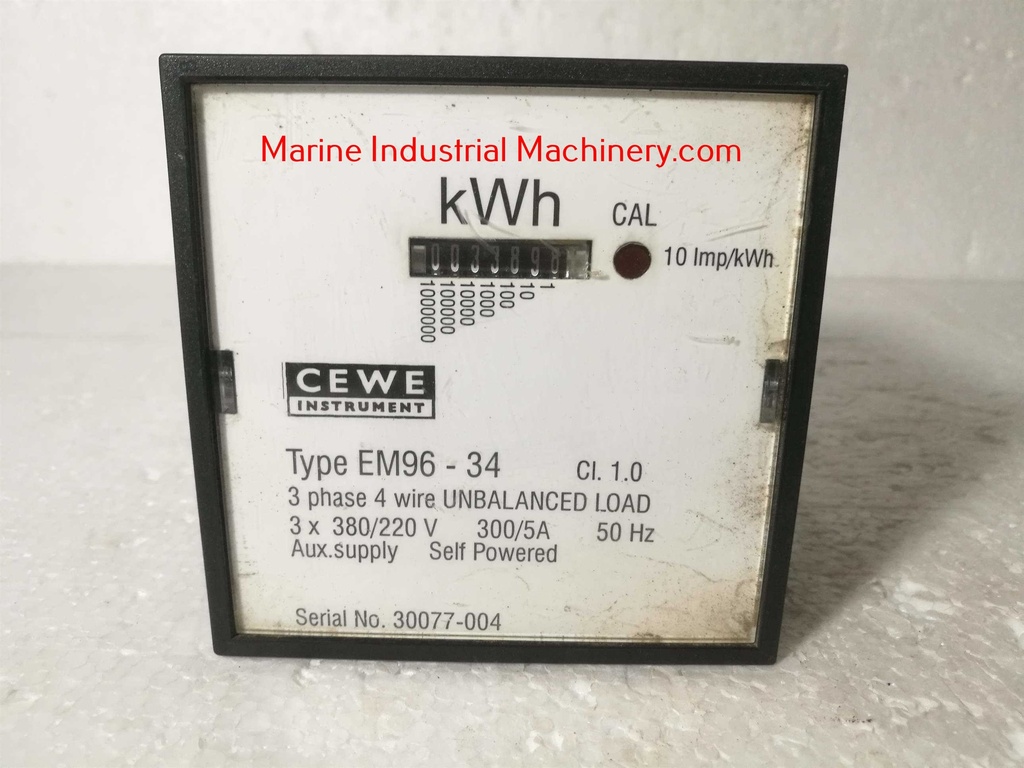 Marine Industrial Machinery.com
kWh
CAL
0033898
10 Imp/kWh
1000000
100000
10000
1000
100
10
1
CEWE
INSTRUMENT
Type EM96 - 34 Cl. 1.0
3 phase 4 wire UNBALANCED LOAD
3 x 380/220 V 300/5A 50 Hz
Aux.supply Self Powered
Serial No. 30077-004